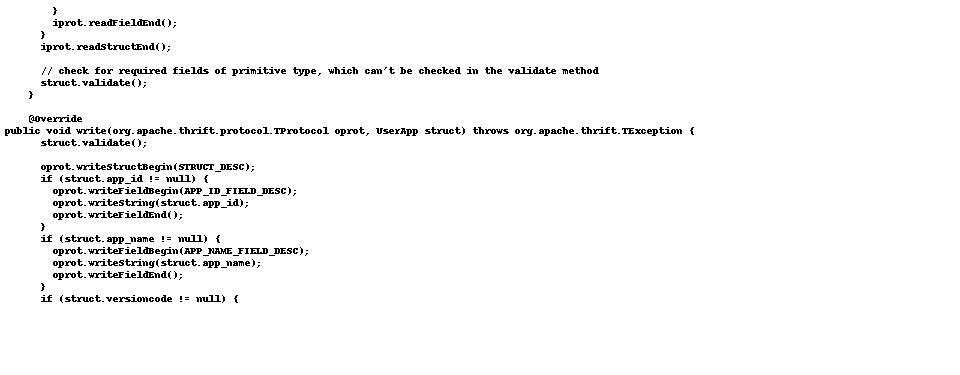 }
        iprot.readFieldEnd();
      }
      iprot.readStructEnd();

      // check for required fields of primitive type, which can't be checked in the validate method
      struct.validate();
    }

    @Override
public void write(org.apache.thrift.protocol.TProtocol oprot, UserApp struct) throws org.apache.thrift.TException {
      struct.validate();

      oprot.writeStructBegin(STRUCT_DESC);
      if (struct.app_id != null) {
        oprot.writeFieldBegin(APP_ID_FIELD_DESC);
        oprot.writeString(struct.app_id);
        oprot.writeFieldEnd();
      }
      if (struct.app_name != null) {
        oprot.writeFieldBegin(APP_NAME_FIELD_DESC);
        oprot.writeString(struct.app_name);
        oprot.writeFieldEnd();
      }
      if (struct.versioncode != null) {